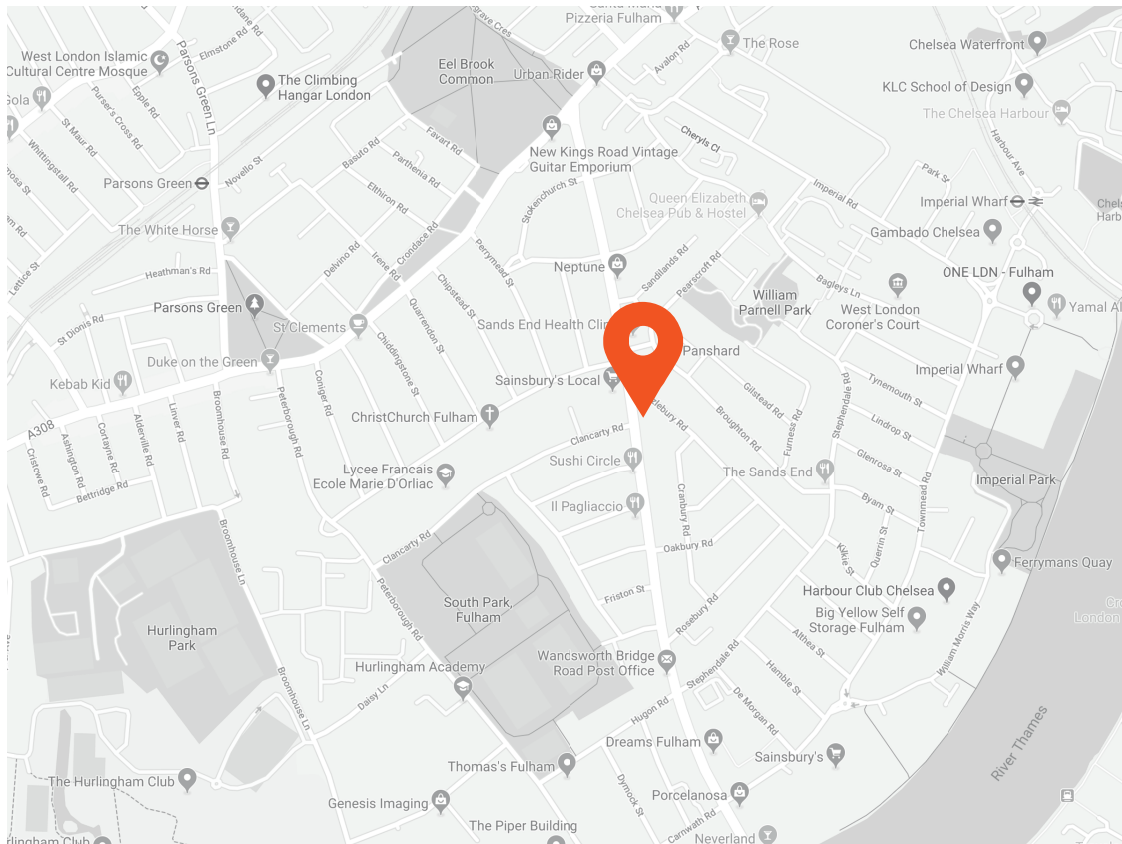 Pizzeria Fulham
The Rose
Chelsea Waterfront
Elmstone Rd
West London Islamic
Cultural Centre Mosque
Parsons Green Ln
Eel Brook
Common
Urban Rider
Avalon Rd
The Climbing
Hangar London
KLC School of Design
Gola
Purser's Cross Rd
Epple Rd
The Chelsea Harbour
St Maur Rd
Favart Rd
Cheryls Cl
Harbour Ave
Whittingstall Rd
Basuto Rd
Parthenia Rd
New Kings Road Vintage
Guitar Emporium
Novello St
Parsons Green
Elthiron Rd
Stokenchurch St
Imperial Rd
Park St
Queen Elizabeth
Chelsea Pub & Hostel
Imperial Wharf
The White Horse
Crondace Rd
Gambado Chelsea
Delvino Rd
Irene Rd
Perrymead St
Neptune
Sandilands Rd
Pearscroft Rd
Lettice St
Heathman's Rd
Bagleys Ln
0NE LDN - Fulham
Chipstead St
Quarrendon St
William
Parnell Park
Parsons Green
St Dionis Rd
St Clements
Sands End Health Clin
West London
Coroner's Court
Yamal Al
Chiddingstone St
Panshard
Duke on the Green
Kebab Kid
Coniger Rd
Sainsbury's Local
Imperial Wharf
Tynemouth St
Peterborough Rd
Gilstead Rd
Broughton Rd
Stephendale Rd
Broomhouse Rd
Linver Rd
Alderville Rd
ChristChurch Fulham
Furness Rd
Lindrop St
A308
Ashington Rd
Cortayne Rd
Clancarty Rd
Cristowe Rd
Bettridge Rd
Lycee Francais
Ecole Marie D'Orliac
Sushi Circle
The Sands End
Glenrosa St
Imperial Park
Cranbury Rd
Il Pagliaccio
Byam St
Townmead Rd
Broomhouse Ln
Clancarty Rd
Oakbury Rd
Kilkie St
Querrin St
Ferrymans Quay
Peterborough Rd
Friston St
Harbour Club Chelsea
South Park,
Fulham
Rosebury Rd
Big Yellow Self
Storage Fulham
Hurlingham
Park
Althea St
William Morris Way
Hurlingham Academy
Wancsworth Bridge
Road Post Office
Stephendale Rd
Hamble St
Broomhouse Ln
Daisy Ln
Hugon Rd
De Morgan Rd
River Thames
Dreams Fulham
Sainsbury's
Thomas's Fulham
The Hurlingham Club
Dymock St
Porcelanosa
Genesis Imaging
The Piper Building
Carnwath Rd
Neverland